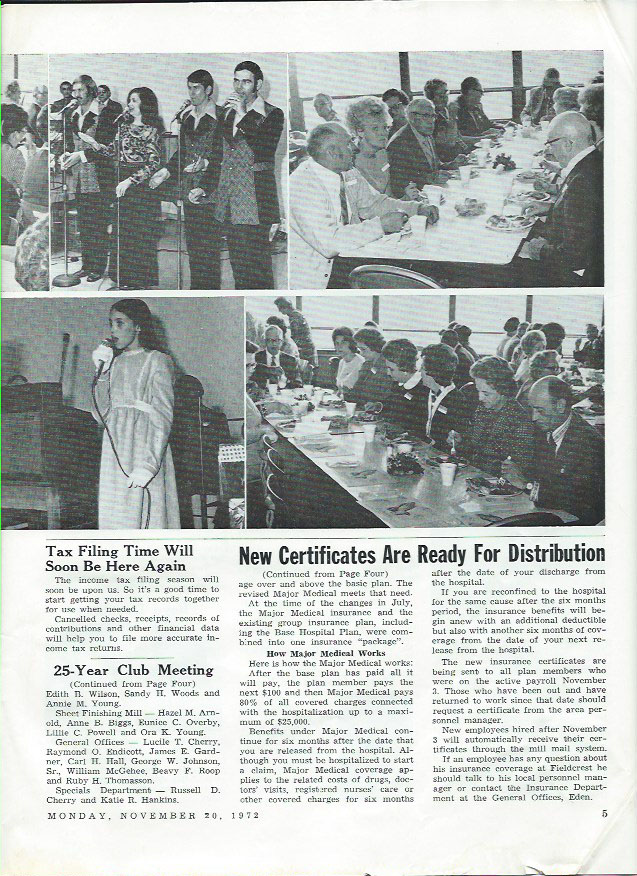 Tax Filing Time Will
Soon Be Here Again
The income tax filing season will
soon be upon us. So it's a good time to
start getting your tax records together
for use when needed.
Cancelled checks, receipts, records of
contributions and other financial data
will help you to file more accurate in-
come tax returns.
25-Year Club Meeting
(Continued from Page Four)
Edith B. Wilson, Sandy H. Woods and
Annie M. Young.
Sheet Finishing Mill — Hazel M. Arn-
old, Anne B. Biggs, Eunice C. Overby,
Lillie C. Powell and Ora K. Young.
General Offices — Lucile T. Cherry,
Raymond O. Endicott, James E. Gard-
ner, Carl H. Hall, George W. Johnson,
Sr., William McGehee, Beavy F. Roop
and Ruby H. Thomasson.
Specials Department — Russell D.
Cherry and Katie R. Hankins.
New Certificates Are Ready For Distribution
(Continued from Page Four)
age over and above the basic plan. The
revised Major Medical meets that need.
At the time of the changes in July,
the Major Medical insurance and the
existing group insurance plan, includ-
ing the Base Hospital Plan, were com-
bined into one insurance "package".
How Major Medical Works
Here is how the Major Medical works:
After the base plan has paid all it
will pay, the plan member pays the
next $100 and then Major Medical pays
80% of all covered charges connected
with the hospitalization up to a maxi-
mum of $25,000.
Benefits under Major Medical con-
tinue for six months after the date that
you are released from the hospital. Al-
though you must be hospitalized to start
a claim, Major Medical coverage ap-
plies to the related costs of drugs, doc-
tors' visits, registered nurses' care or
other covered charges for six months
after the date of your discharge from
the hospital.
If you are reconfined to the hospital
for the same cause after the six months
period, the insurance benefits will be-
gin anew with an additional deductible
but also with another six months of cov-
erage from the date of your next re-
lease from the hospital.
The new insurance certificates are
being sent to all plan members who
were on the active payroll November
3. Those who have been out and have
returned to work since that date should
request a certificate from the area per-
sonnel manager.
New employees hired after November
3 will automatically receive their cer-
tificates through the mill mail system.
If an employee has any question about
his insurance coverage at Fieldcrest he
should talk to his local personnel man-
ager or contact the Insurance Depart-
ment at the General Offices, Eden.
MONDAY, NOVEMBER 20, 1972
5